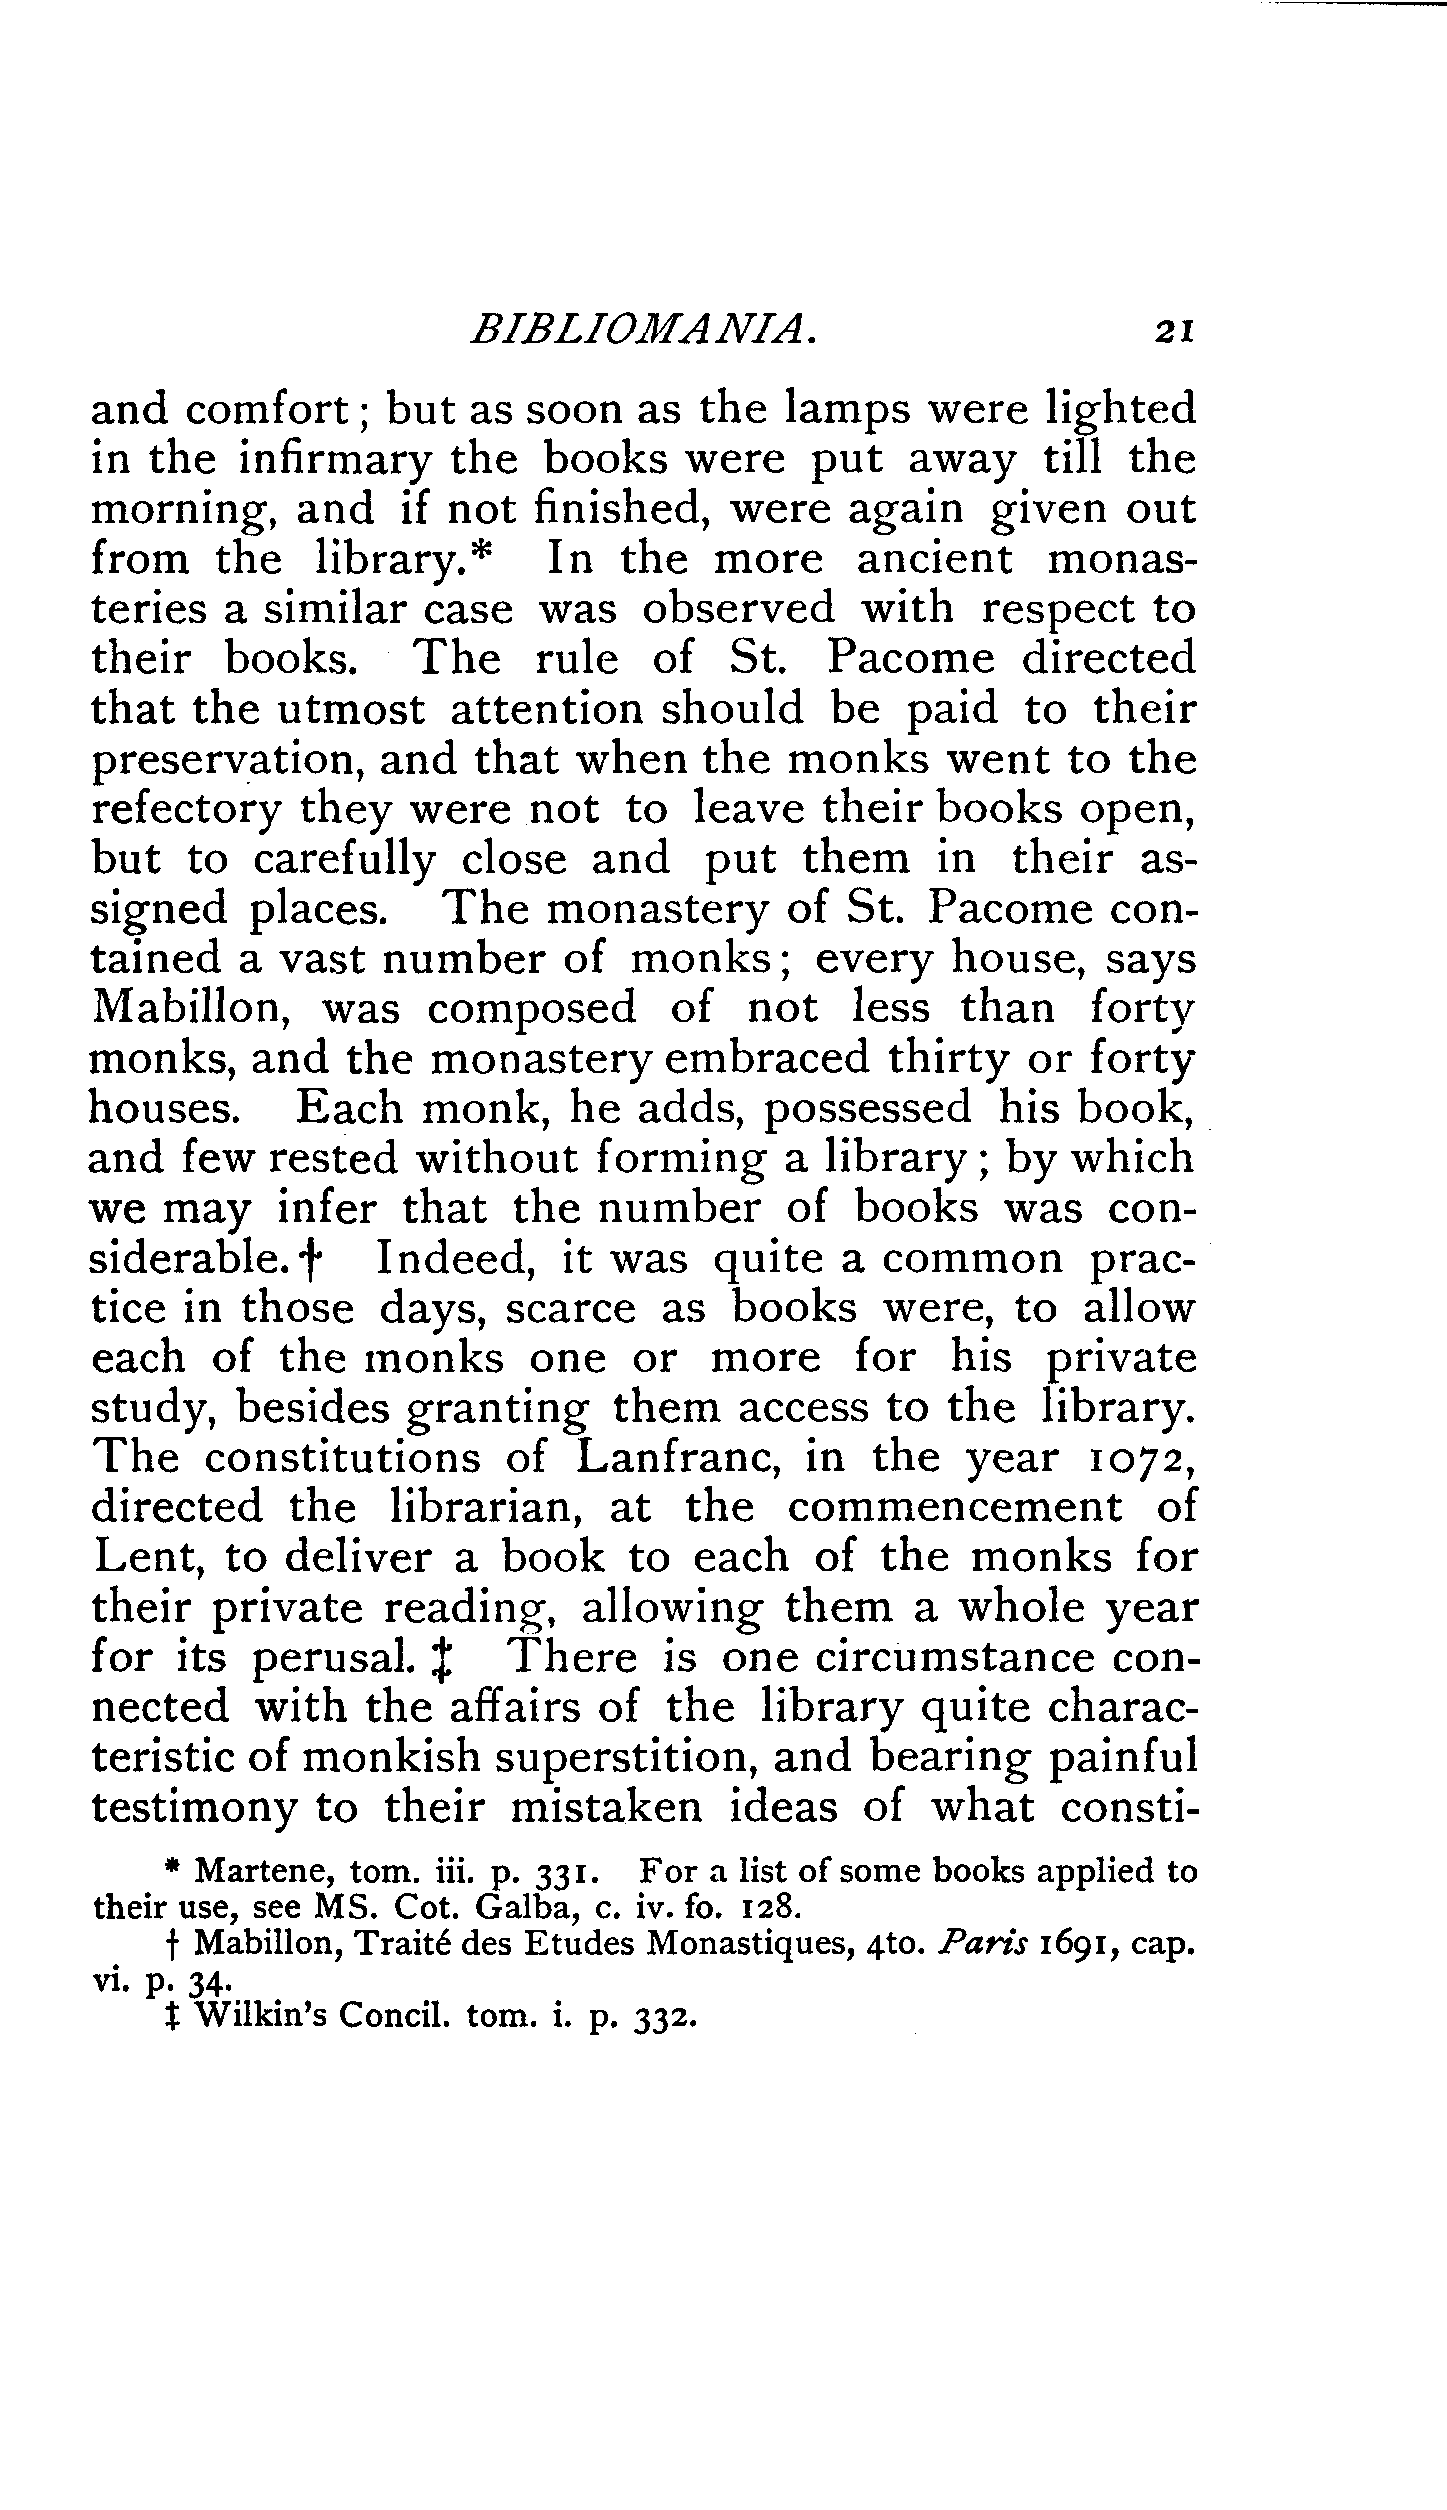 BIBLIOMANIA. 21
and comfort; but as soon as the lamps were lighted
in the infirmary the books were put away till the
morning, and if not finished, were again given out
from the library.* In the more ancient monas-
teries a similar case was observed with respect to
their books. The rule of St. Pacome directed
that the utmost attention should be paid to their
preservation, and that when the monks went to the
refectory they were not to leave their books open,
but to carefully close and put them in their as-
signed places. The monastery of St. Pacome con-
tained a vast number of monks; every house, says
Mabillon, was composed of not less than forty
monks, and the monastery embraced thirty or forty
houses. Each monk, he adds, possessed his book,
and few rested without forming a library; by which
we may infer that the number of books was con-
siderable.† Indeed, it was quite a common prac-
tice in those days, scarce as books were, to allow
each of the monks one or more for his private
study, besides granting them access to the library.
The constitutions of Lanfranc, in the year 1072,
directed the librarian, at the commencement of
Lent, to deliver a book to each of the monks for
their private reading, allowing them a whole year
for its perusal.‡ There is one circumstance con-
nected with the affairs of the library quite charac-
teristic of monkish superstition, and bearing painful
testimony to their mistaken ideas of what consti-
* Martene, tom. iii. p. 331. For a list of some books applied to
their use, see MS. Cot. Galba, c. iv. fo. 128.
† Mabillon, Traité des Etudes Monastiques, 4to. Paris 1691, cap.
vi. p. 34.
‡ Wilkin's Concil. tom. i. p. 332.